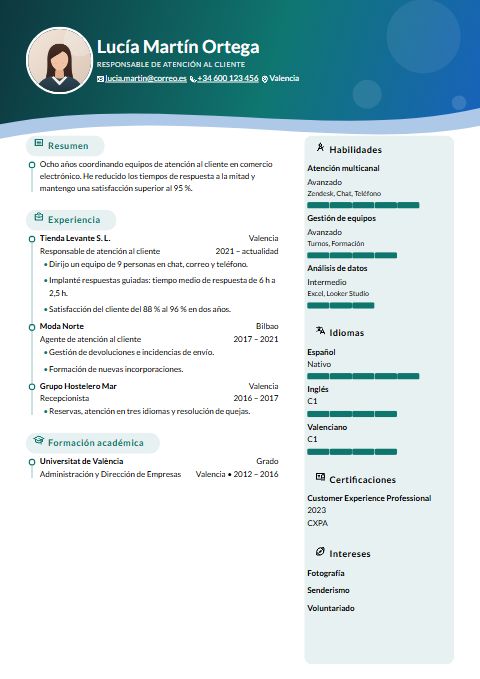 Lucía Martín Ortega
RESPONSABLE DE ATENCIÓN AL CLIENTE
lucia.martin@correo.es +34 600 123 456 Valencia
Resumen
Ocho años coordinando equipos de atención al cliente en comercio
electrónico. He reducido los tiempos de respuesta a la mitad y
mantengo una satisfacción superior al 95 %.
Experiencia
Tienda Levante S. L. Valencia
Responsable de atención al cliente 2021 – actualidad
• Dirijo un equipo de 9 personas en chat, correo y teléfono.
• Implanté respuestas guiadas: tiempo medio de respuesta de 6 h a
2,5 h.
• Satisfacción del cliente del 88 % al 96 % en dos años.
Moda Norte Bilbao
Agente de atención al cliente 2017 – 2021
• Gestión de devoluciones e incidencias de envío.
• Formación de nuevas incorporaciones.
Grupo Hostelero Mar Valencia
Recepcionista 2016 – 2017
• Reservas, atención en tres idiomas y resolución de quejas.
Formación académica
Universitat de València Grado
Administración y Dirección de Empresas Valencia • 2012 – 2016
Habilidades
Atención multicanal
Avanzado
Zendesk, Chat, Teléfono
Gestión de equipos
Avanzado
Turnos, Formación
Análisis de datos
Intermedio
Excel, Looker Studio
Idiomas
Español
Nativo
Inglés
C1
Valenciano
C1
Certificaciones
Customer Experience Professional
2023
CXPA
Intereses
Fotografía
Senderismo
Voluntariado